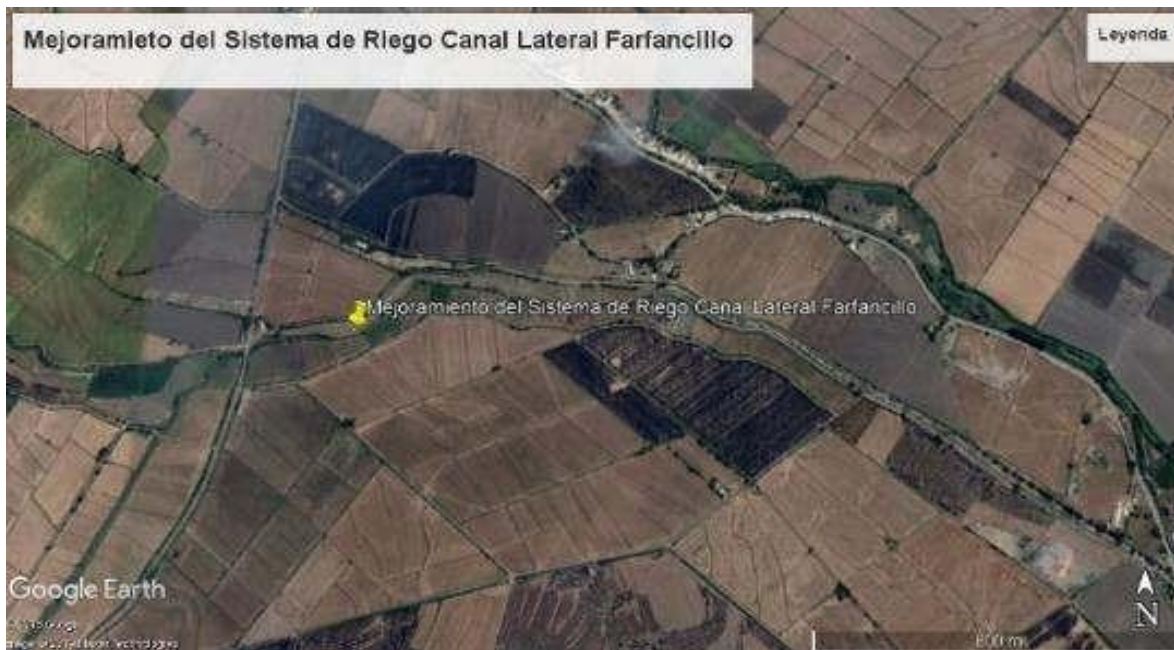 Mejoramieto del Sistema de Riego Canal Lateral Farfancillo
Leyenda
Mejoramiento del Sistema de Riego Canal Lateral Farfancillo
Google Earth
N
800 m